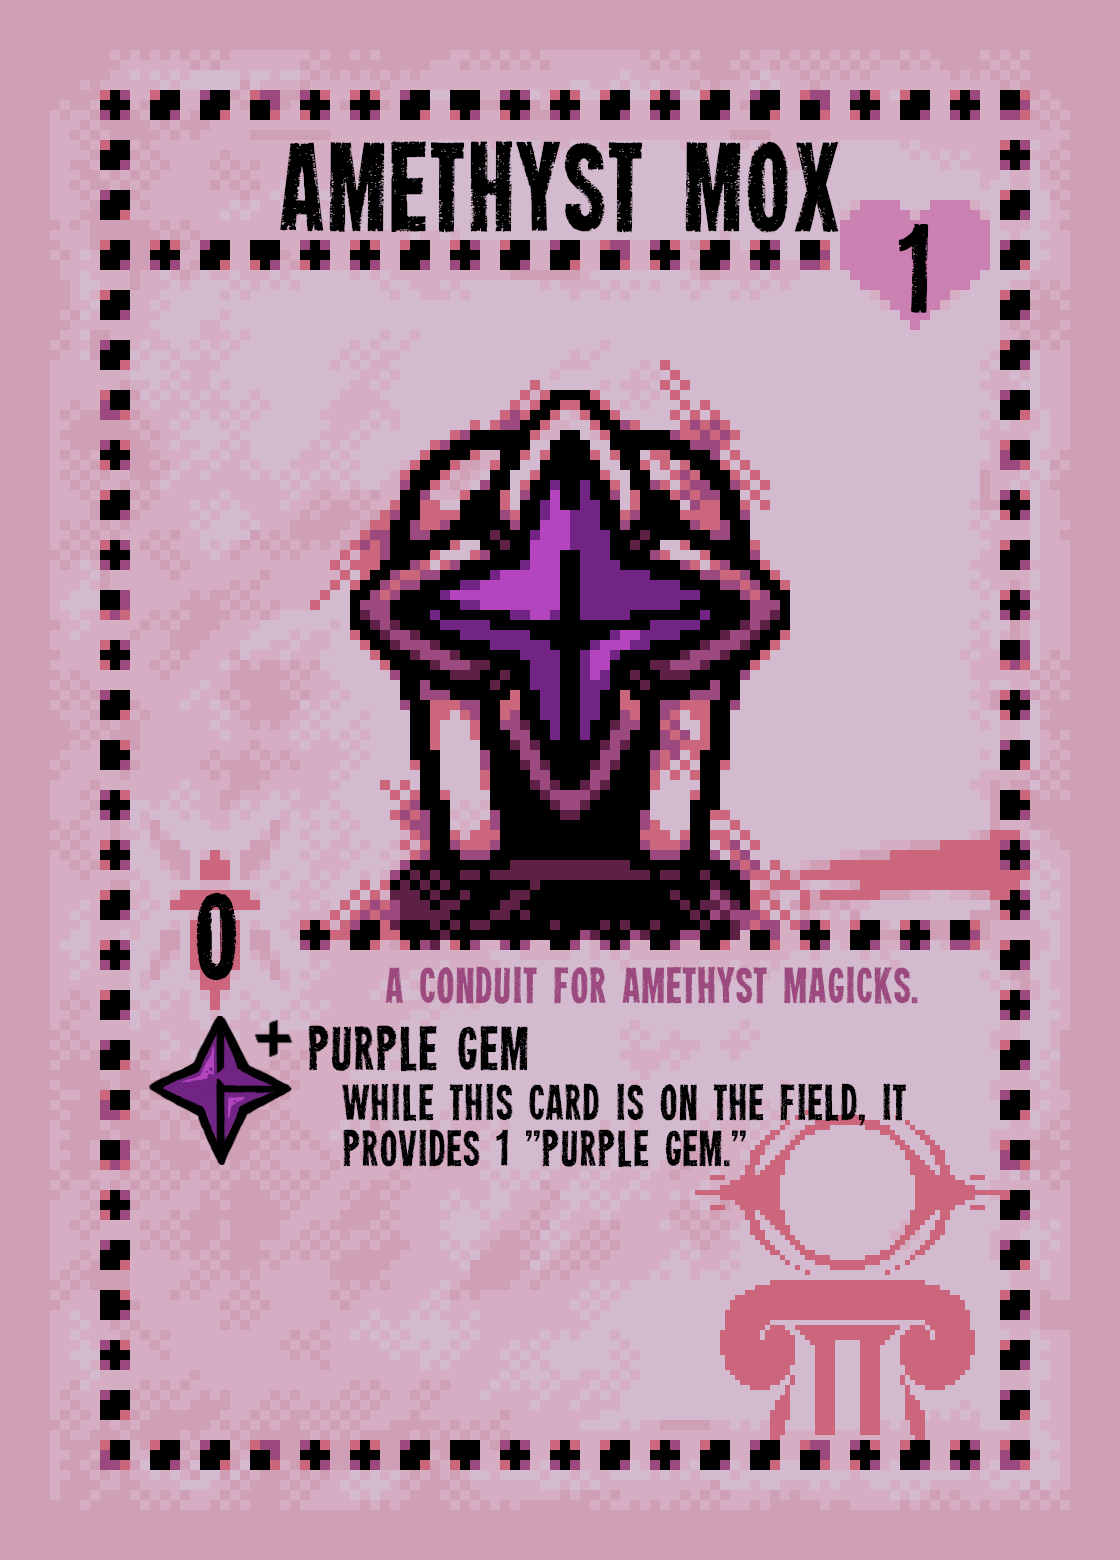 AMETHYST MOX
1
0
A CONDUIT FOR AMETHYST MAGICKS.
PURPLE GEM
WHILE THIS CARD IS ON THE FIELD, IT
PROVIDES 1 "PURPLE GEM."